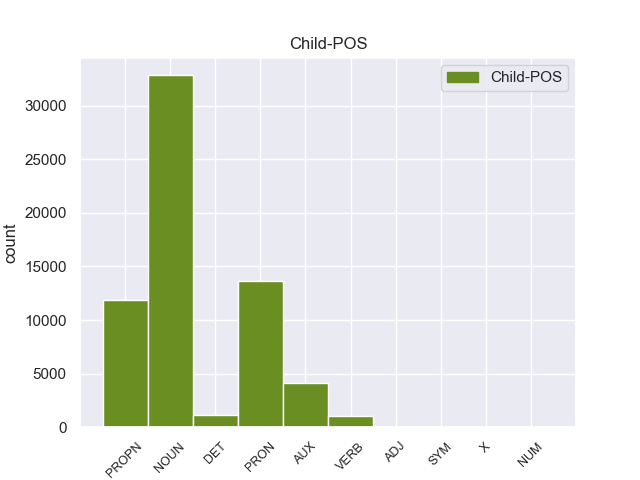 Child-POS
Child-POS
30000
25000
20000
15000
10000
5000
0
count
PROPN NOUN DET PRON AUX VERB ADJ SYM X NUM